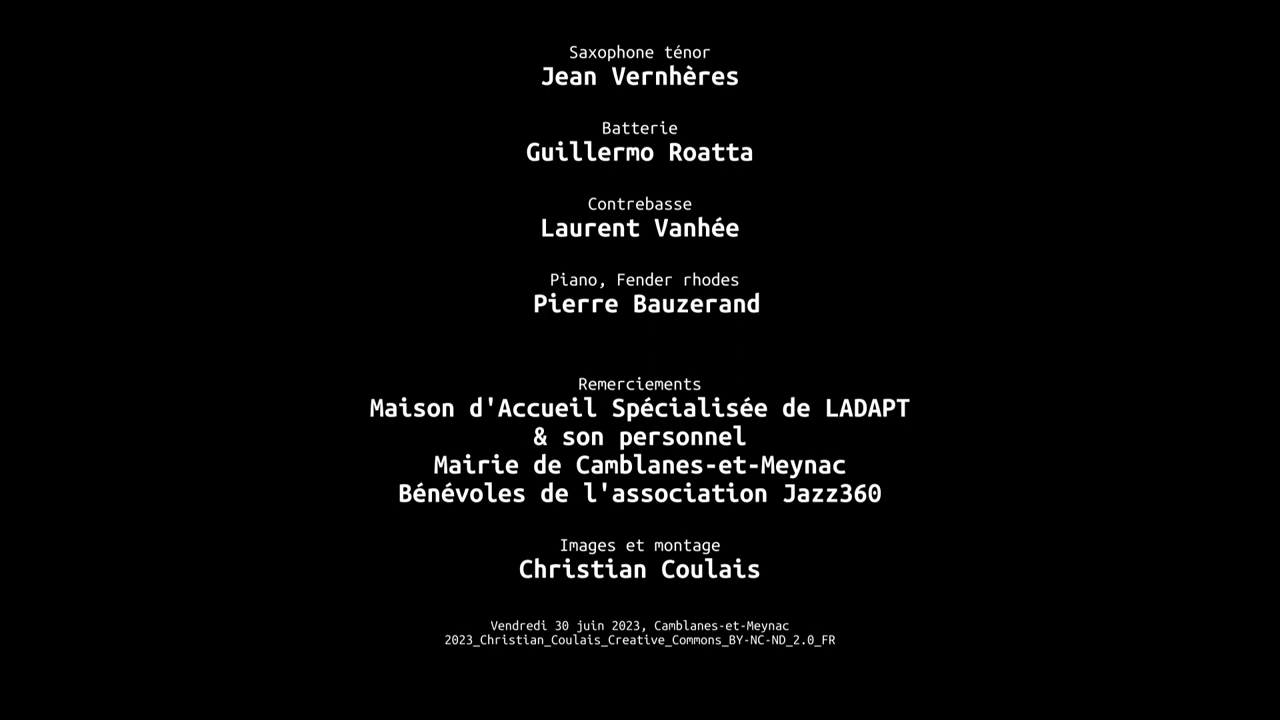 Saxophone ténor
Jean Vernhères
Batterie
Guillermo Roatta
Contrebasse
Laurent Vanhée
Piano, Fender rhodes
Pierre Bauzerand
Remerciements
Maison d'Accueil Spécialisée de LADAPT
& son personnel
Mairie de Camblanes-et-Meynac
Bénévoles de l'association Jazz360
Images et montage
Christian Coulais
Vendredi 30 juin 2023, Camblanes-et-Meynac
2023_Christian_Coulais_Creative_Commons_BY-NC-ND_2.0_FR